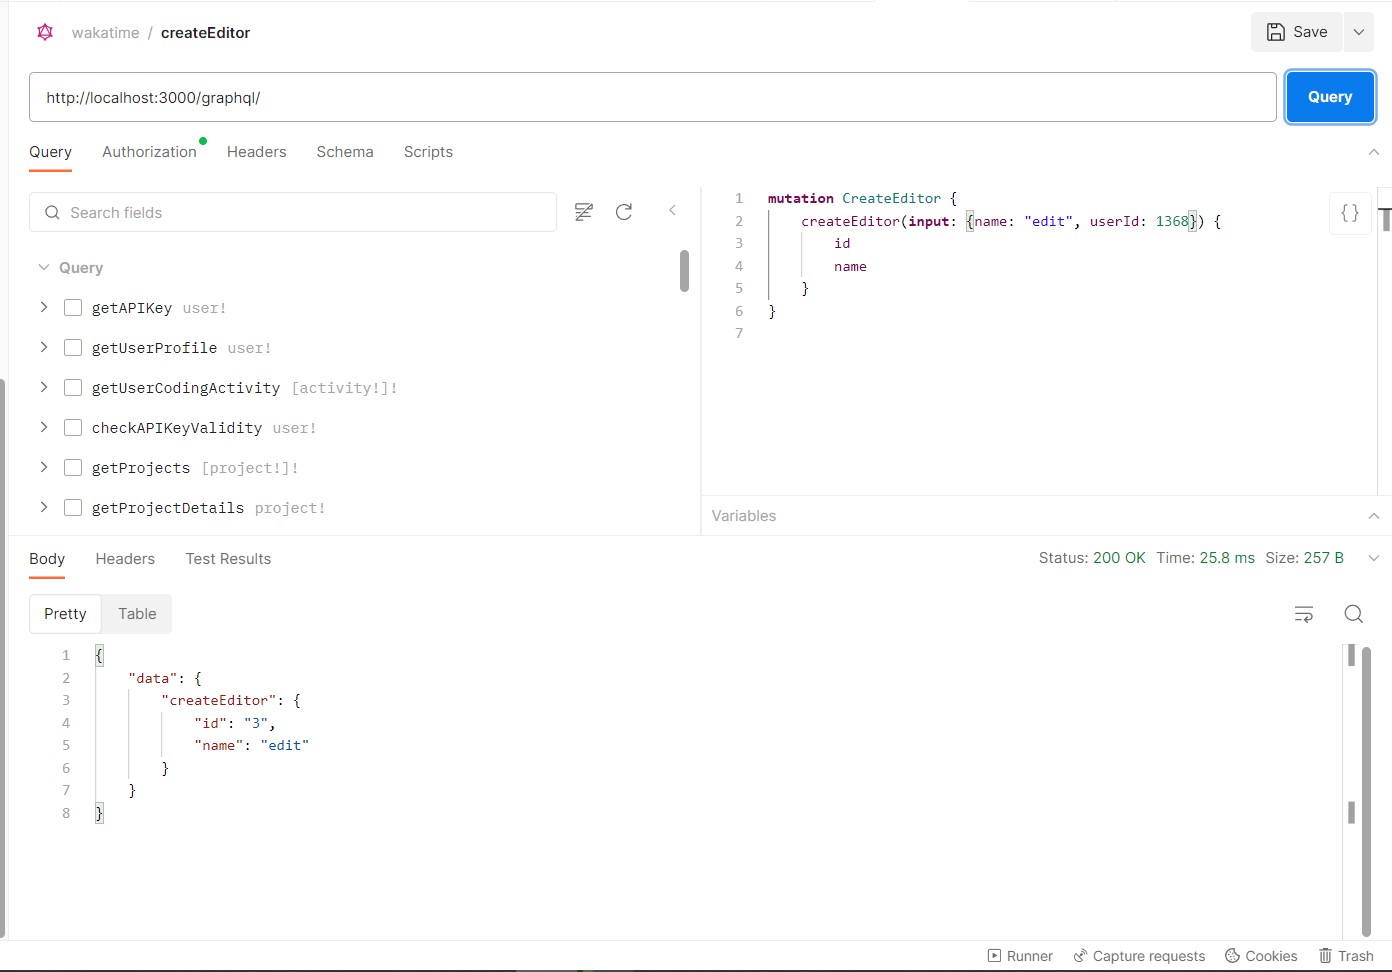 wakatime / createEditor
Save
http://localhost:3000/graphql/
Query
Query Authorization Headers Schema Scripts
Search fields
Query
getAPIKey user!
getUserProfile user!
getUserCodingActivity [activity!]!
checkAPIKeyValidity user!
getProjects [project!]!
getProjectDetails project!
1 mutation CreateEditor {
2 createEditor(input: {name: "edit", userId: 1368}) {
3 id
4 name
5 }
6 }
7
{}
T
Variables
Body Headers Test Results
Status: 200 OK Time: 25.8 ms Size: 257 B
Pretty Table
1 {
2 "data": {
3 "createEditor": {
4 "id": "3",
5 "name": "edit"
6 }
7 }
8 }
Runner Capture requests Cookies Trash